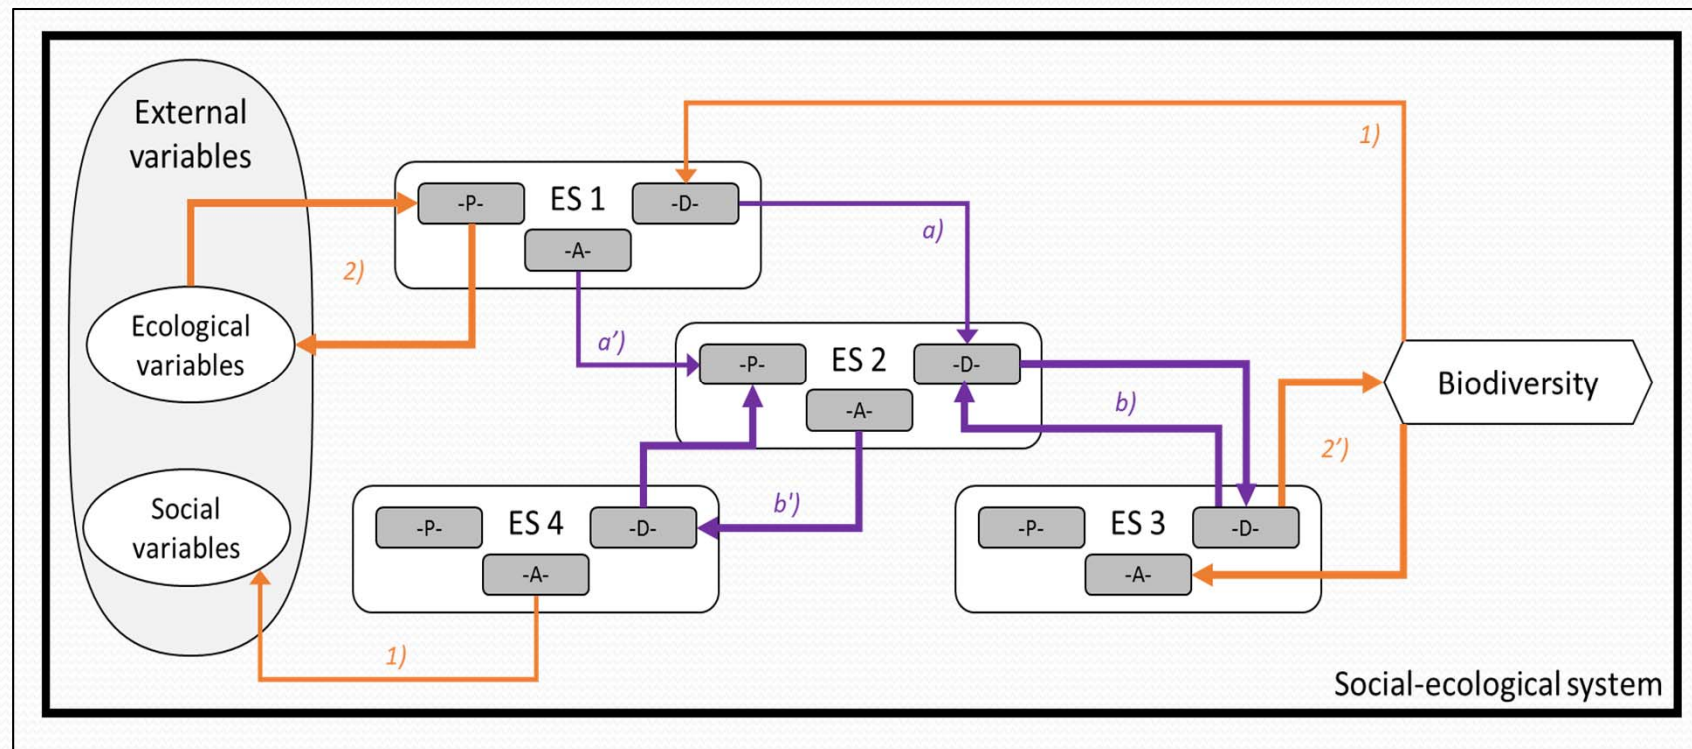 External
variables
1)
-P-
ES 1
-D-
-A-
a)
2)
Ecological
variables
a’)
-P-
ES 2
-D-
-A-
b)
Biodiversity
2’)
Social
variables
-P-
ES 4
-D-
-A-
b')
-P-
ES 3
-D-
-A-
1)
Social-ecological system